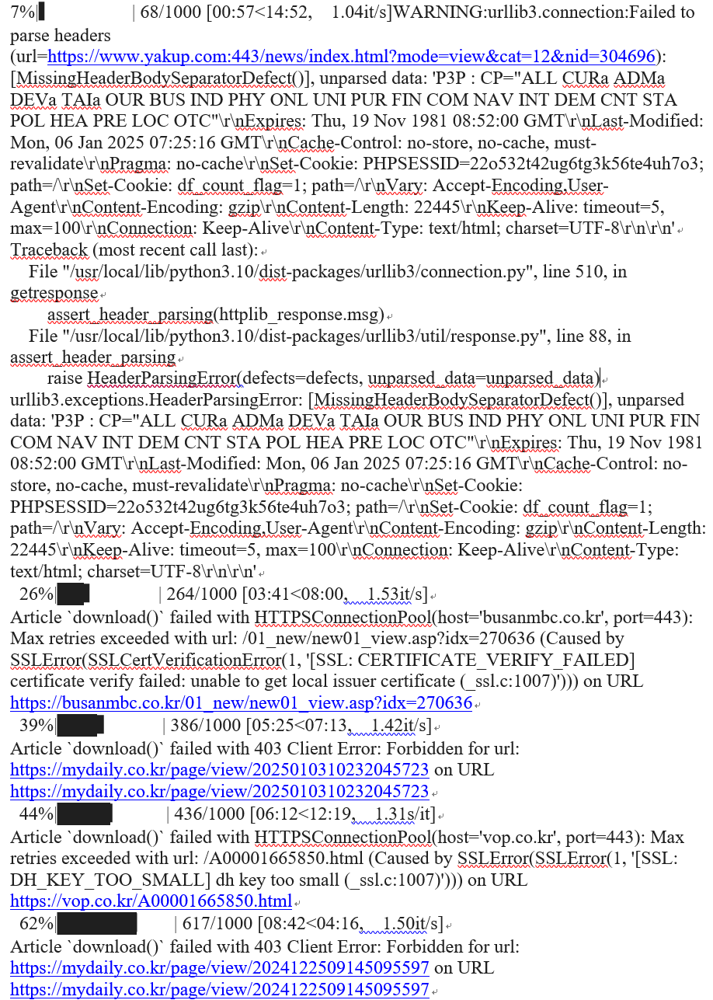 7%|█ | 68/1000 [00:57<14:52, 1.04it/s]WARNING:urllib3.connection:Failed to
parse headers
(url=https://www.yakup.com:443/news/index.html?mode=view&cat=12&nid=304696):
[MissingHeaderBodySeparatorDefect()], unparsed data: 'P3P : CP="ALL CURa ADMa
DEVa TAIa OUR BUS IND PHY ONL UNI PUR FIN COM NAV INT DEM CNT STA
POL HEA PRE LOC OTC"\r\nExpires: Thu, 19 Nov 1981 08:52:00 GMT\r\nLast-Modified:
Mon, 06 Jan 2025 07:25:16 GMT\r\nCache-Control: no-store, no-cache, must-
revalidate\r\nPragma: no-cache\r\nSet-Cookie: PHPSESSID=22o532t42ug6tg3k56te4uh7o3;
path=/\r\nSet-Cookie: df_count_flag=1; path=/\r\nVary: Accept-Encoding,User-
Agent\r\nContent-Encoding: gzip\r\nContent-Length: 22445\r\nKeep-Alive: timeout=5,
max=100\r\nConnection: Keep-Alive\r\nContent-Type: text/html; charset=UTF-8\r\n\r\n'
Traceback (most recent call last):
File "/usr/local/lib/python3.10/dist-packages/urllib3/connection.py", line 510, in
getresponse
assert_header_parsing(httplib_response.msg)
File "/usr/local/lib/python3.10/dist-packages/urllib3/util/response.py", line 88, in
assert_header_parsing
raise HeaderParsingError(defects=defects, unparsed_data=unparsed_data)
urllib3.exceptions.HeaderParsingError: [MissingHeaderBodySeparatorDefect()], unparsed
data: 'P3P : CP="ALL CURa ADMa DEVa TAIa OUR BUS IND PHY ONL UNI PUR FIN
COM NAV INT DEM CNT STA POL HEA PRE LOC OTC"\r\nExpires: Thu, 19 Nov 1981
08:52:00 GMT\r\nLast-Modified: Mon, 06 Jan 2025 07:25:16 GMT\r\nCache-Control: no-
store, no-cache, must-revalidate\r\nPragma: no-cache\r\nSet-Cookie:
PHPSESSID=22o532t42ug6tg3k56te4uh7o3; path=/\r\nSet-Cookie: df_count_flag=1;
path=/\r\nVary: Accept-Encoding,User-Agent\r\nContent-Encoding: gzip\r\nContent-Length:
22445\r\nKeep-Alive: timeout=5, max=100\r\nConnection: Keep-Alive\r\nContent-Type:
text/html; charset=UTF-8\r\n\r\n'
26%|███ | 264/1000 [03:41<08:00, 1.53it/s]
Article `download()` failed with HTTPSConnectionPool(host='busanmbc.co.kr', port=443):
Max retries exceeded with url: /01_new/new01_view.asp?idx=270636 (Caused by
SSLError(SSLCertVerificationError(1, '[SSL: CERTIFICATE_VERIFY_FAILED]
certificate verify failed: unable to get local issuer certificate (_ssl.c:1007)'))) on URL
https://busanmbc.co.kr/01_new/new01_view.asp?idx=270636
39%|████ | 386/1000 [05:25<07:13, 1.42it/s]
Article `download()` failed with 403 Client Error: Forbidden for url:
https://mydaily.co.kr/page/view/2025010310232045723 on URL
https://mydaily.co.kr/page/view/2025010310232045723
44%|█████ | 436/1000 [06:12<12:19, 1.31s/it]
Article `download()` failed with HTTPSConnectionPool(host='vop.co.kr', port=443): Max
retries exceeded with url: /A00001665850.html (Caused by SSLError(SSLError(1, '[SSL:
DH_KEY_TOO_SMALL] dh key too small (_ssl.c:1007)'))) on URL
https://vop.co.kr/A00001665850.html
62%|███████ | 617/1000 [08:42<04:16, 1.50it/s]
Article `download()` failed with 403 Client Error: Forbidden for url:
https://mydaily.co.kr/page/view/2024122509145095597 on URL
https://mydaily.co.kr/page/view/2024122509145095597